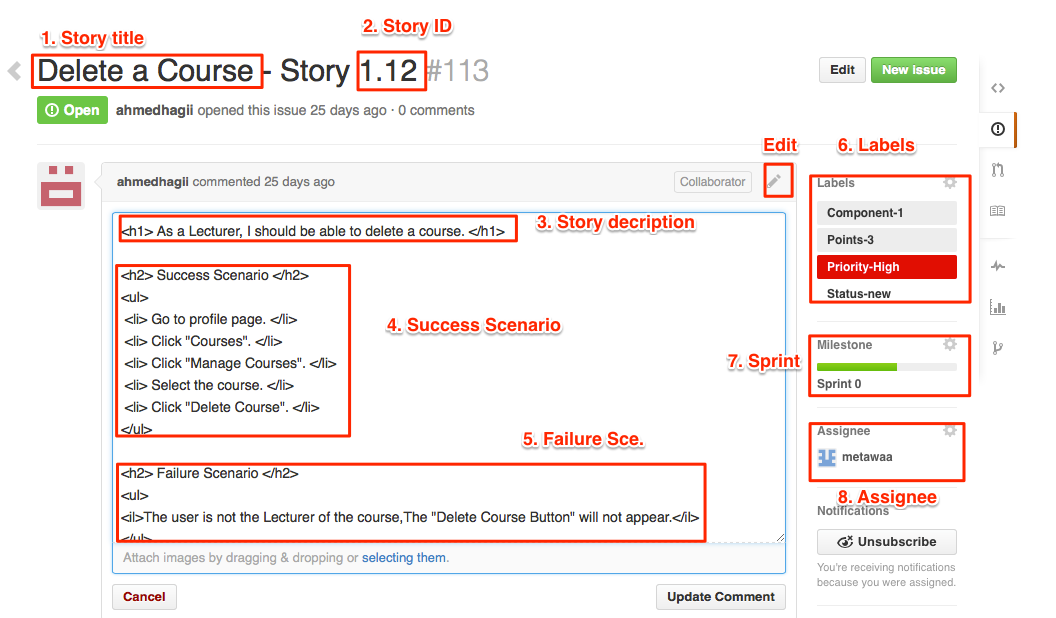 1. Story title
2. Story ID
Delete a Course - Story 1.12 #113
Edit
New issue
Open
ahmedhagii opened this issue 25 days ago · 0 comments
Edit
6. Labels
ahmedhagii commented 25 days ago
Collaborator
Labels
<h1> As a Lecturer, I should be able to delete a course. </h1>
3. Story decription
Component-1
Points-3
Priority-High
Status-new
<h2> Success Scenario </h2>
<ul>
<li> Go to profile page. </li>
<li> Click "Courses". </li>
<li> Click "Manage Courses". </li>
<li> Select the course. </li>
<li> Click "Delete Course". </li>
</ul>
4. Success Scenario
7. Sprint
Milestone
Sprint 0
5. Failure Sce.
Assignee
metawaa
8. Assignee
<h2> Failure Scenario </h2>
<ul>
<il>The user is not the Lecturer of the course,The "Delete Course Button" will not appear.</il>
</ul>
Notifications
Unsubscribe
You're receiving notifications
because you were assigned.
Attach images by dragging & dropping or selecting them.
Cancel
Update Comment